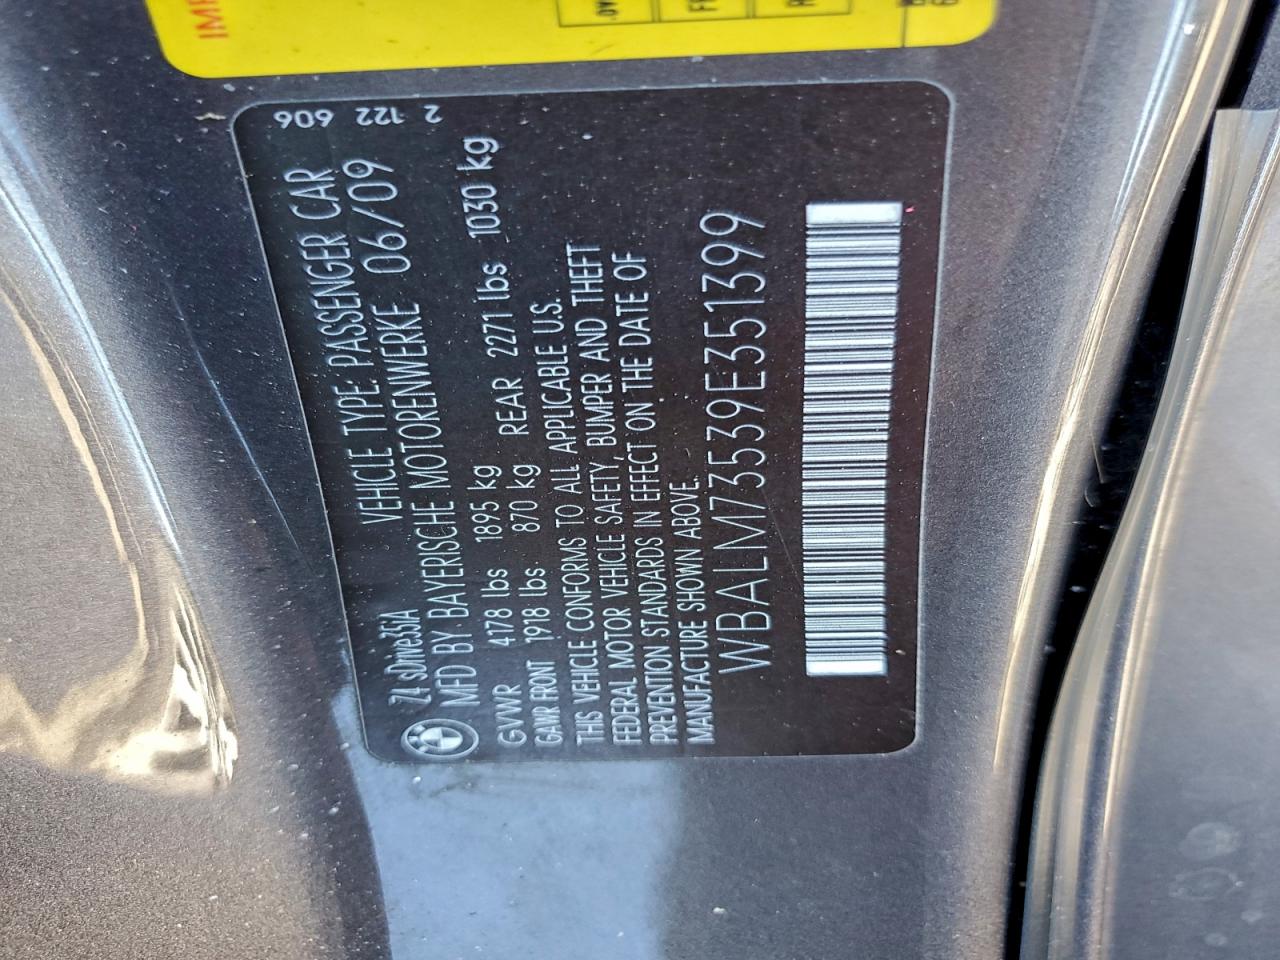 Z4 sDrive35iA VEHICLE TYPE: PASSENGER CAR
MFD BY BAYERISCHE MOTORENWERKE 06/09
GVWR 4178 lbs 1895 kg
GAWR FRONT 1918 lbs. 870 kg REAR 2271 lbs 1030 kg
THIS VEHICLE CONFORMS TO ALL APPLICABLE U.S.
FEDERAL MOTOR VEHICLE SAFETY, BUMPER AND THEFT
PREVENTION STANDARDS IN EFFECT ON THE DATE OF
MANUFACTURE SHOWN ABOVE.
WBALM73539E351399
2 122 606